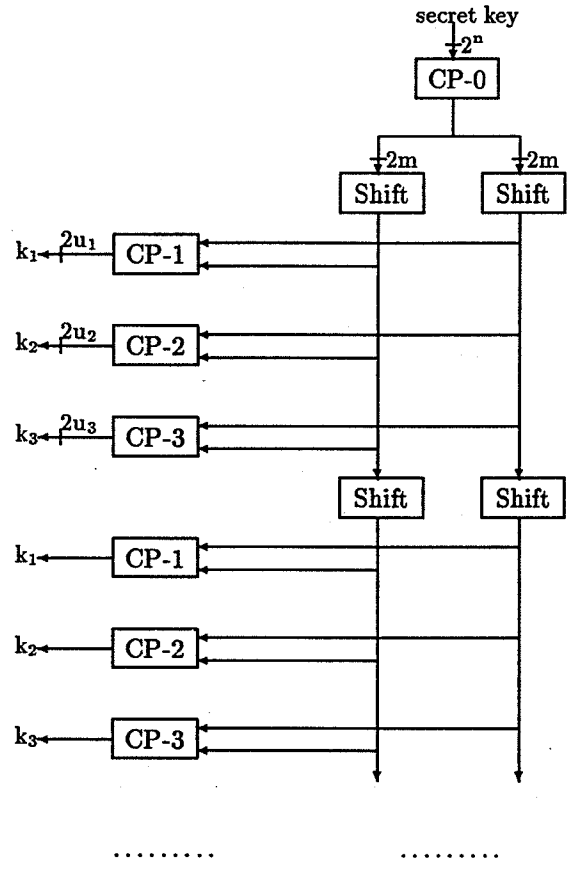 secret key
2ⁿ
CP-0
2m 2m
Shift Shift
k₁ 2u₁ CP-1
k₂ 2u₂ CP-2
k₃ 2u₃ CP-3
Shift Shift
k₁ CP-1
k₂ CP-2
k₃ CP-3
.......... ..........